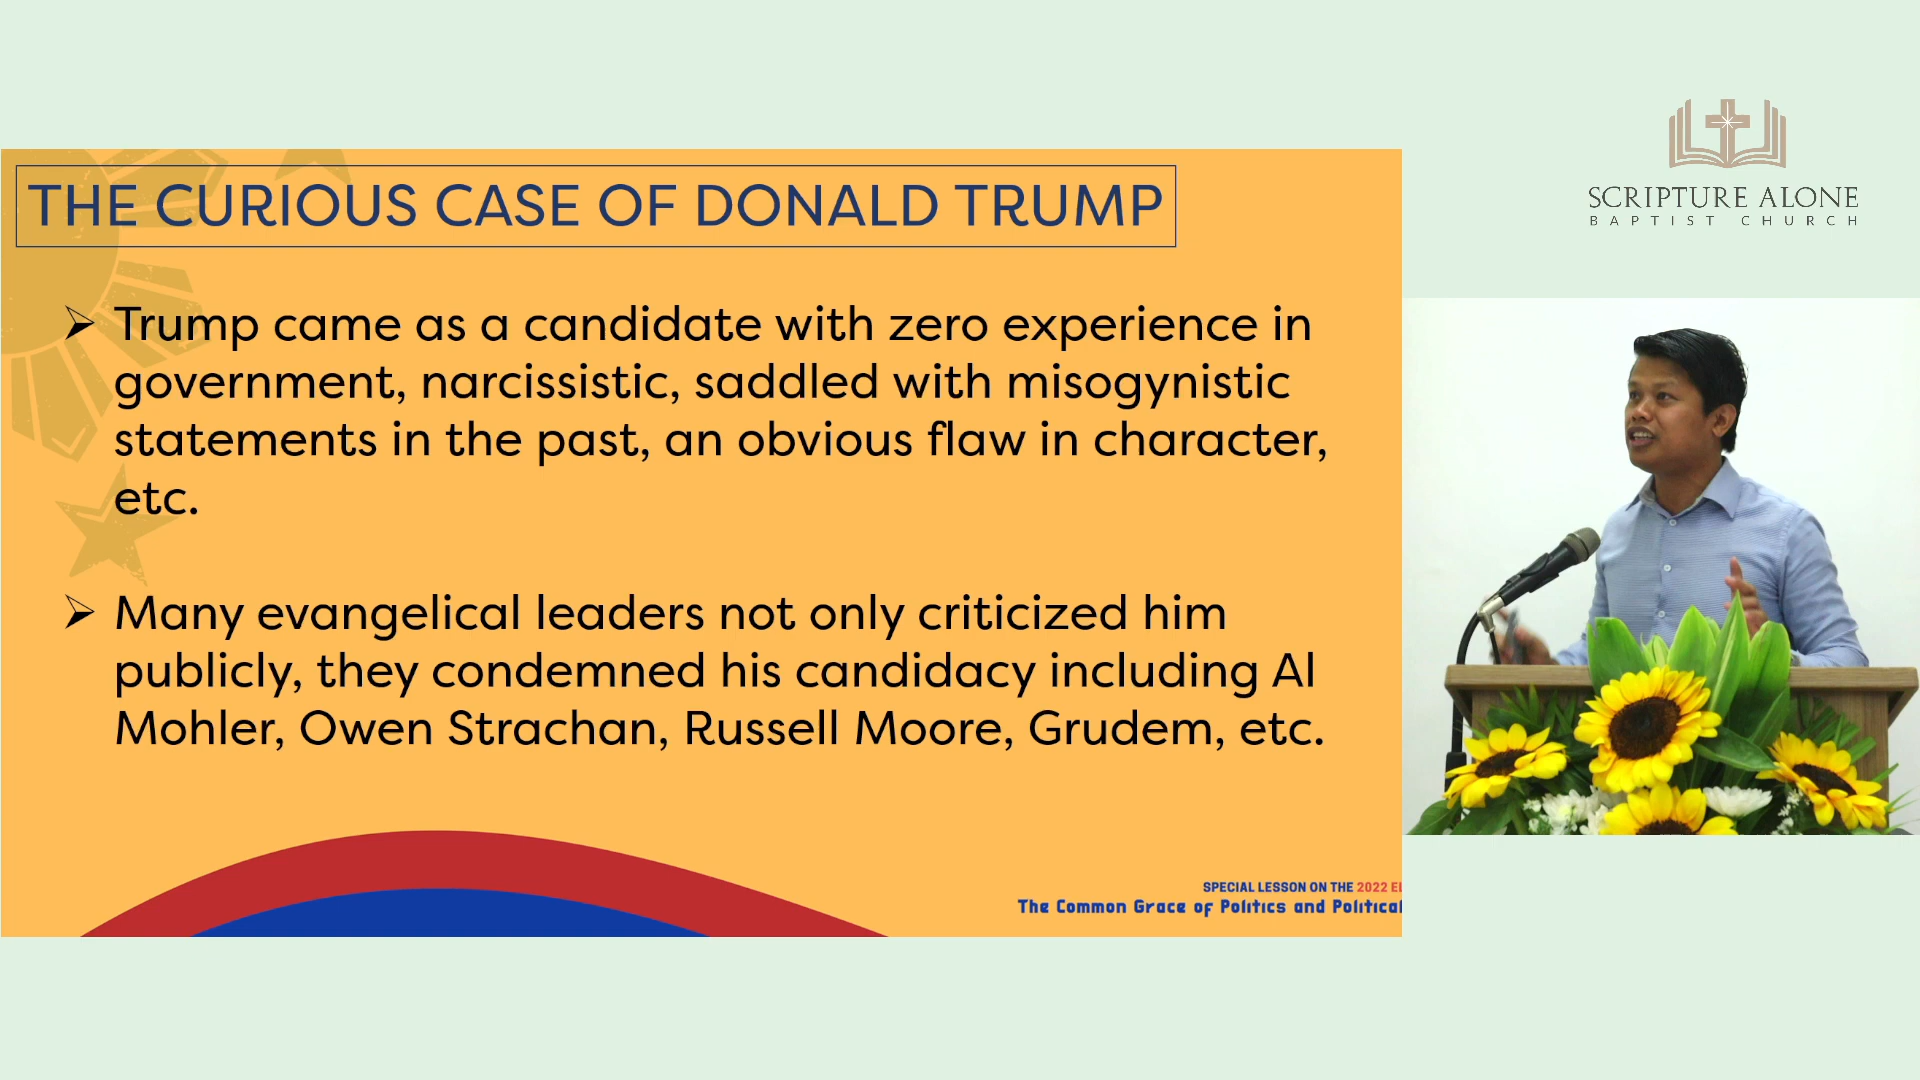 THE CURIOUS CASE OF DONALD TRUMP
Trump came as a candidate with zero experience in
government, narcissistic, saddled with misogynistic
statements in the past, an obvious flaw in character,
etc.
Many evangelical leaders not only criticized him
publicly, they condemned his candidacy including Al
Mohler, Owen Strachan, Russell Moore, Grudem, etc.
SPECIAL LESSON ON THE 2022
The Common Grace of Politics and Political
SCRIPTURE ALONE
BAPTIST CHURCH